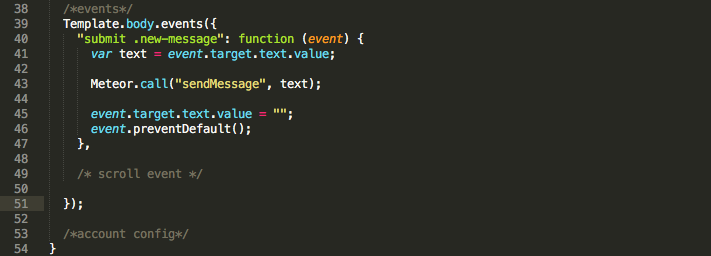 38 /*events*/
39 Template.body.events({
40 "submit .new-message": function (event) {
41 var text = event.target.text.value;
42
43 Meteor.call("sendMessage", text);
44
45 event.target.text.value = "";
46 event.preventDefault();
47 },
48
49 /* scroll event */
50
51 });
52
53 /*account config*/
54 }